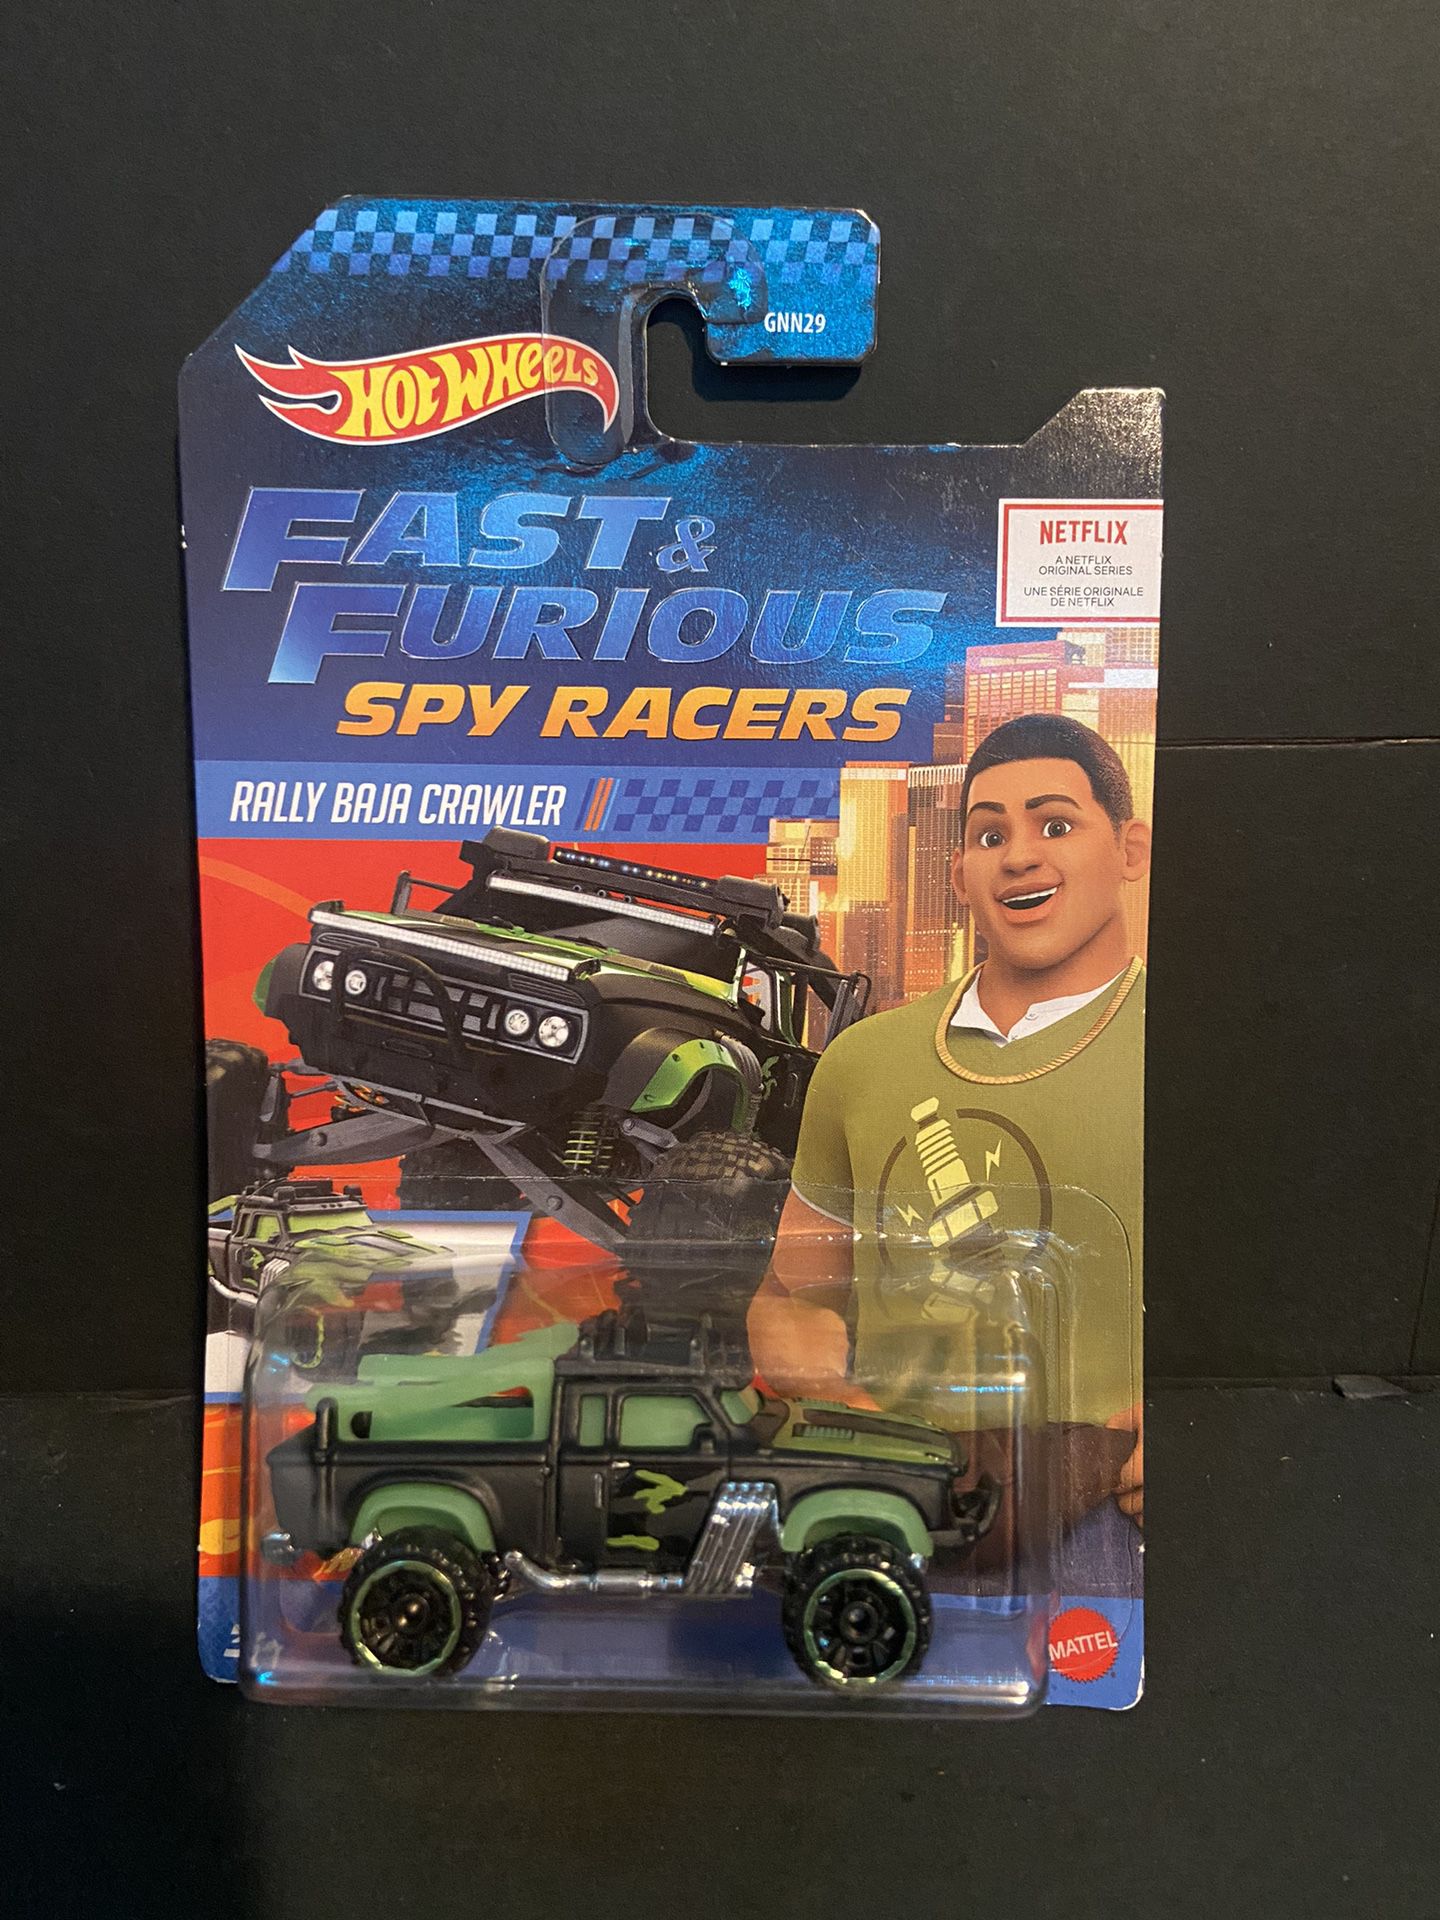 GNN29
HOT WHEELS
NETFLIX
A NETFLIX
ORIGINAL SERIES
UNE SÉRIE ORIGINALE
DE NETFLIX
FAST &
FURIOUS
SPY RACERS
RALLY BAJA CRAWLER
MATTEL